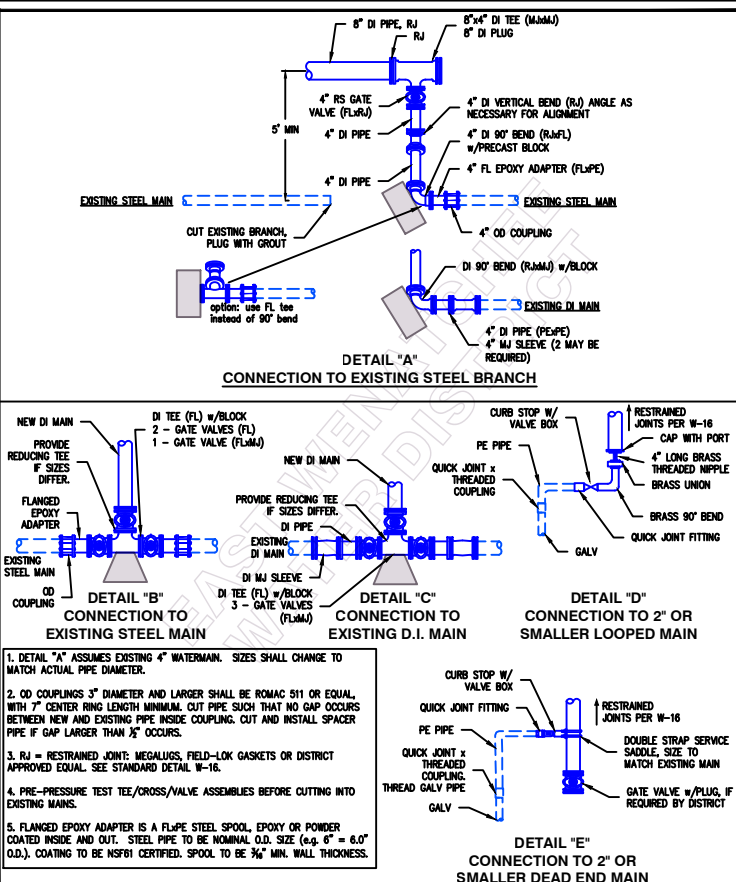 8" DI PIPE, RJ
RJ
8"x4" DI TEE (MJxMJ)
8" DI PLUG
4" RS GATE
VALVE (FLxRJ)
4" DI PIPE
4" DI VERTICAL BEND (RJ) ANGLE AS
NECESSARY FOR ALIGNMENT
5' MIN
4" DI 90° BEND (RJxFL)
w/PRECAST BLOCK
4" DI PIPE
4" FL EPOXY ADAPTER (FLxPE)
EXISTING STEEL MAIN
EXISTING STEEL MAIN
CUT EXISTING BRANCH,
PLUG WITH GROUT
4" OD COUPLING
option: use FL tee
instead of 90° bend
DI 90° BEND (RJxMJ) w/BLOCK
EXISTING DI MAIN
4" DI PIPE (PExPE)
4" MJ SLEEVE (2 MAY BE
REQUIRED)
DETAIL "A"
CONNECTION TO EXISTING STEEL BRANCH
EAST WENATCHEE
WATER DISTRICT
NEW DI MAIN
PROVIDE
REDUCING TEE
IF SIZES
DIFFER.
DI TEE (FL) w/BLOCK
2 - GATE VALVES (FL)
1 - GATE VALVE (FLxMJ)
FLANGED
EPOXY
ADAPTER
EXISTING
STEEL MAIN
OD
COUPLING
DETAIL "B"
CONNECTION TO
EXISTING STEEL MAIN
NEW DI MAIN
PROVIDE REDUCING TEE
IF SIZES DIFFER.
DI PIPE
EXISTING
DI MAIN
DI MJ SLEEVE
DI TEE (FL) w/BLOCK
3 - GATE VALVES
(FLxMJ)
DETAIL "C"
CONNECTION TO
EXISTING D.I. MAIN
CURB STOP W/
VALVE BOX
RESTRAINED
JOINTS PER W-16
PE PIPE
CAP WITH PORT
4" LONG BRASS
THREADED NIPPLE
QUICK JOINT x
THREADED
COUPLING
BRASS UNION
BRASS 90° BEND
QUICK JOINT FITTING
GALV
DETAIL "D"
CONNECTION TO 2" OR
SMALLER LOOPED MAIN
1. DETAIL "A" ASSUMES EXISTING 4" WATERMAIN. SIZES SHALL CHANGE TO
MATCH ACTUAL PIPE DIAMETER.
2. OD COUPLINGS 3" DIAMETER AND LARGER SHALL BE ROMAC 511 OR EQUAL,
WITH 7" CENTER RING LENGTH MINIMUM. CUT PIPE SUCH THAT NO GAP OCCURS
BETWEEN NEW AND EXISTING PIPE INSIDE COUPLING. CUT AND INSTALL SPACER
PIPE IF GAP LARGER THAN OCCURS.
3. RJ = RESTRAINED JOINT: MEGALUGS, FIELD-LOK GASKETS OR DISTRICT
APPROVED EQUAL. SEE STANDARD DETAIL W-16.
4. PRE-PRESSURE TEST TEE/CROSS/VALVE ASSEMBLIES BEFORE CUTTING INTO
EXISTING MAINS.
5. FLANGED EPOXY ADAPTER IS A FLxPE STEEL SPOOL, EPOXY OR POWDER
COATED INSIDE AND OUT. STEEL PIPE TO BE NOMINAL O.D. SIZE (e.g. 6" = 6.0"
O.D.). COATING TO BE NSF61 CERTIFIED. SPOOL TO BE 3/16" MIN. WALL THICKNESS.
CURB STOP W/
VALVE BOX
QUICK JOINT FITTING
RESTRAINED
JOINTS PER W-16
PE PIPE
QUICK JOINT x
THREADED
COUPLING.
THREAD GALV PIPE
DOUBLE STRAP SERVICE
SADDLE, SIZE TO
MATCH EXISTING MAIN
GALV
GATE VALVE w/PLUG, IF
REQUIRED BY DISTRICT
DETAIL "E"
CONNECTION TO 2" OR
SMALLER DEAD END MAIN